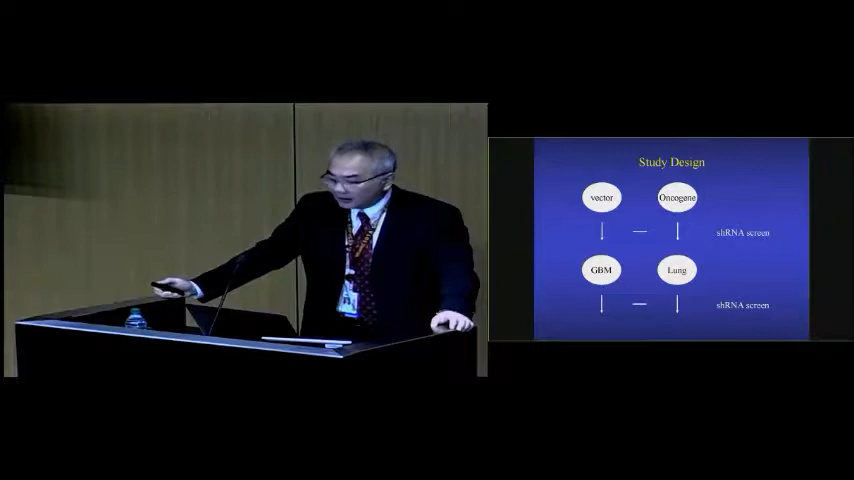 Study Design
vector Oncogene
— shRNA screen
GBM Lung
— shRNA screen